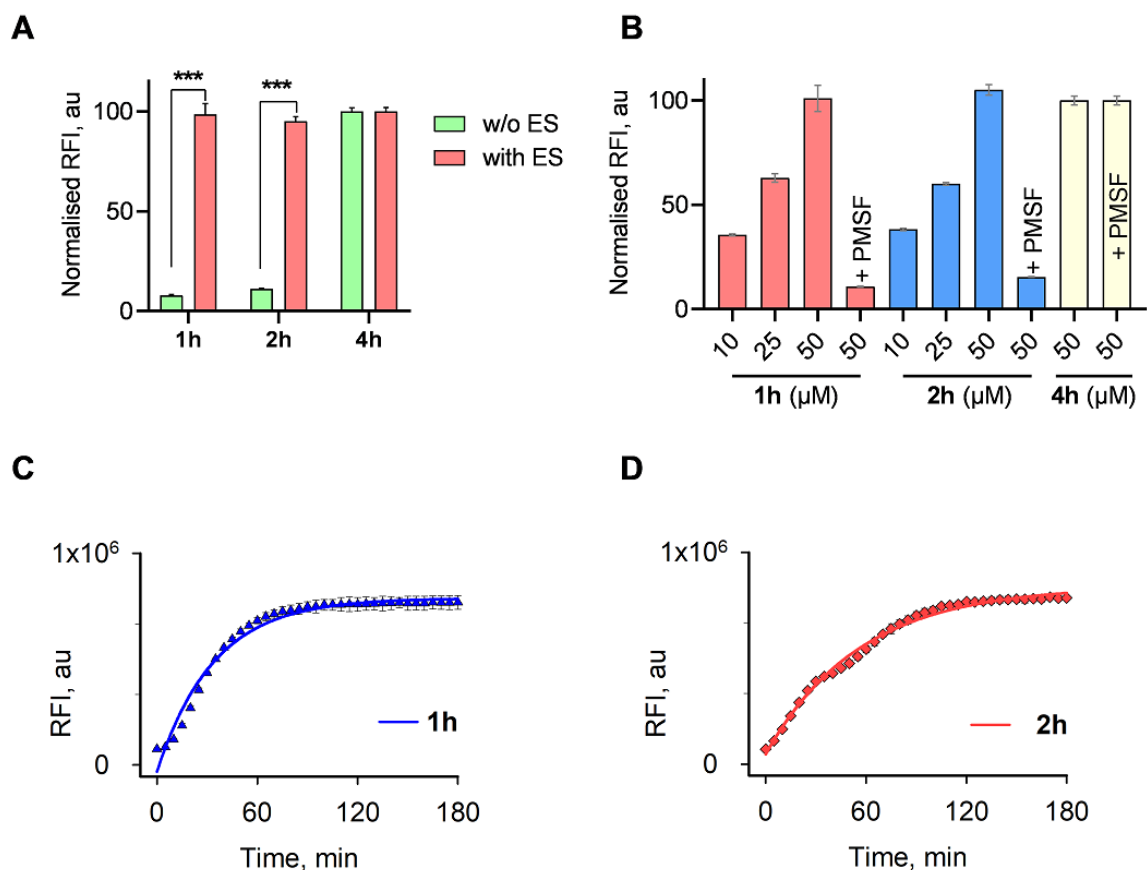 A
Normalised RFI, au
100
50
0
***
***
1h 2h 4h
w/o ES
with ES
B
Normalised RFI, au
100
50
0
+ PMSF
+ PMSF
+ PMSF
10 25 50 50 10 25 50 50 50 50
1h (µM) 2h (µM) 4h (µM)
C
RFI, au
1x10⁶
0
1h
0 60 120 180
Time, min
D
RFI, au
1x10⁶
0
2h
0 60 120 180
Time, min